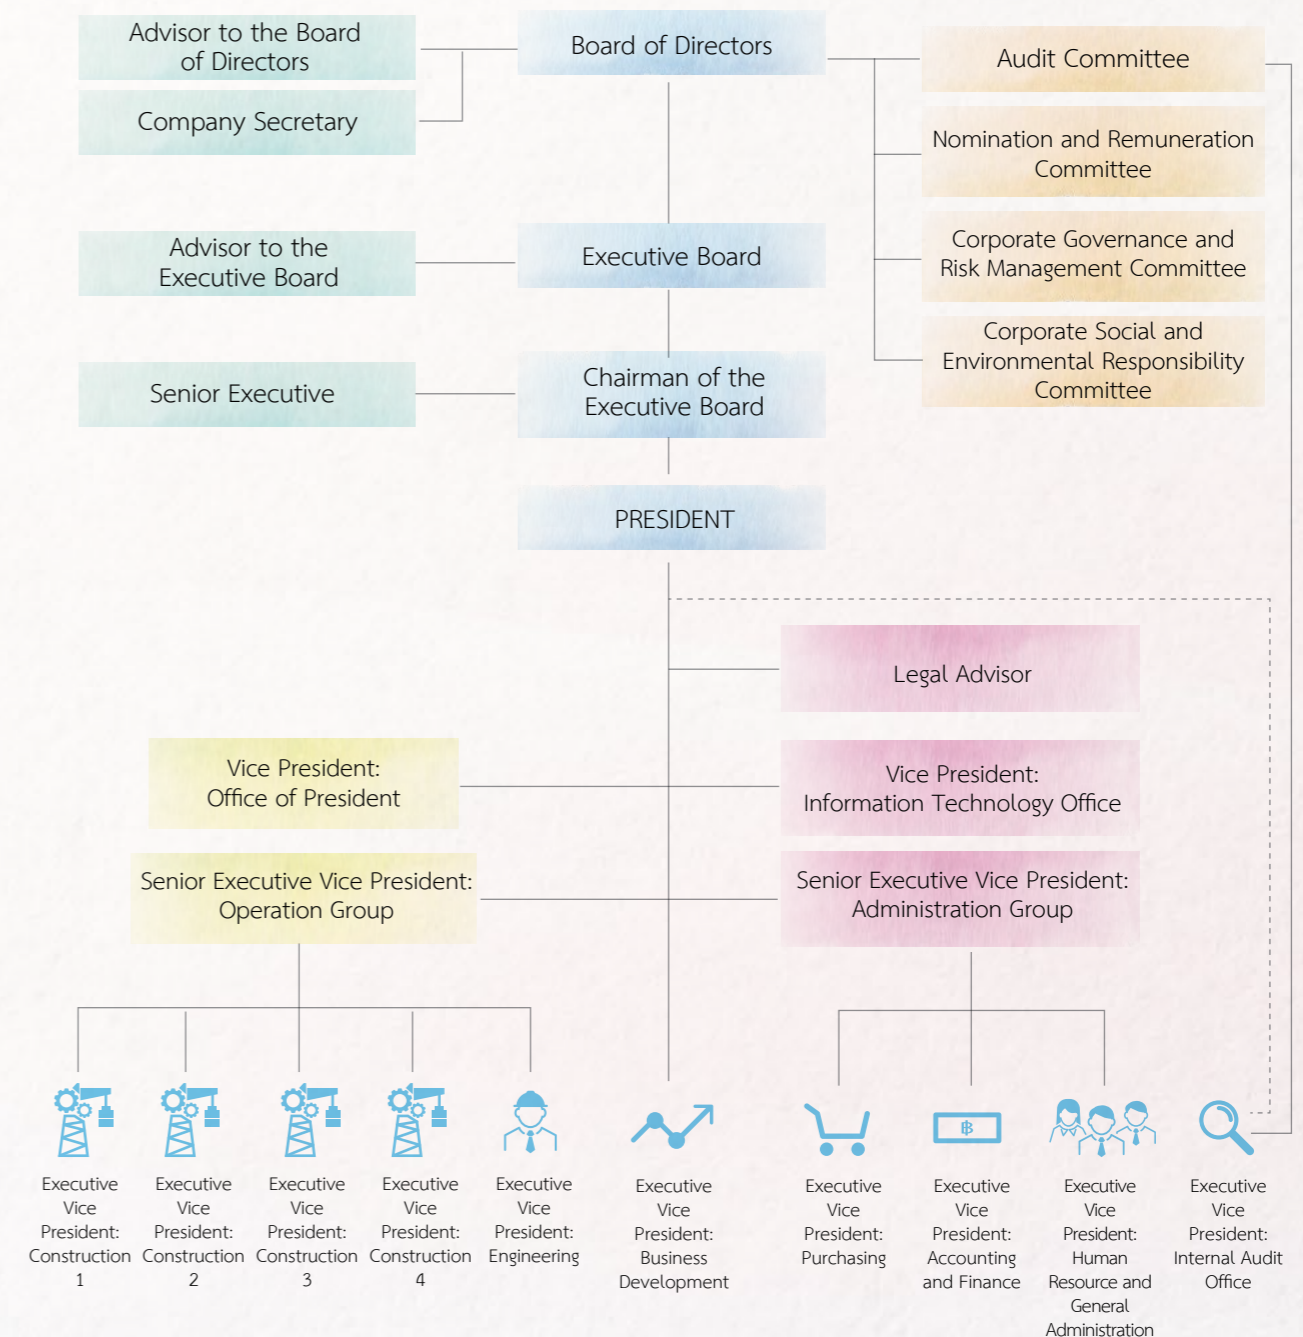 Advisor to the Board
of Directors
Company Secretary
Board of Directors
Audit Committee
Nomination and Remuneration
Committee
Corporate Governance and
Risk Management Committee
Corporate Social and
Environmental Responsibility
Committee
Advisor to the
Executive Board
Executive Board
Senior Executive
Chairman of the
Executive Board
PRESIDENT
Legal Advisor
Vice President:
Office of President
Vice President:
Information Technology Office
Senior Executive Vice President:
Operation Group
Senior Executive Vice President:
Administration Group
฿
Executive
Vice
President:
Construction
1
Executive
Vice
President:
Construction
2
Executive
Vice
President:
Construction
3
Executive
Vice
President:
Construction
4
Executive
Vice
President:
Engineering
Executive
Vice
President:
Business
Development
Executive
Vice
President:
Purchasing
Executive
Vice
President:
Accounting
and Finance
Executive
Vice
President:
Human
Resource and
General
Administration
Executive
Vice
President:
Internal Audit
Office